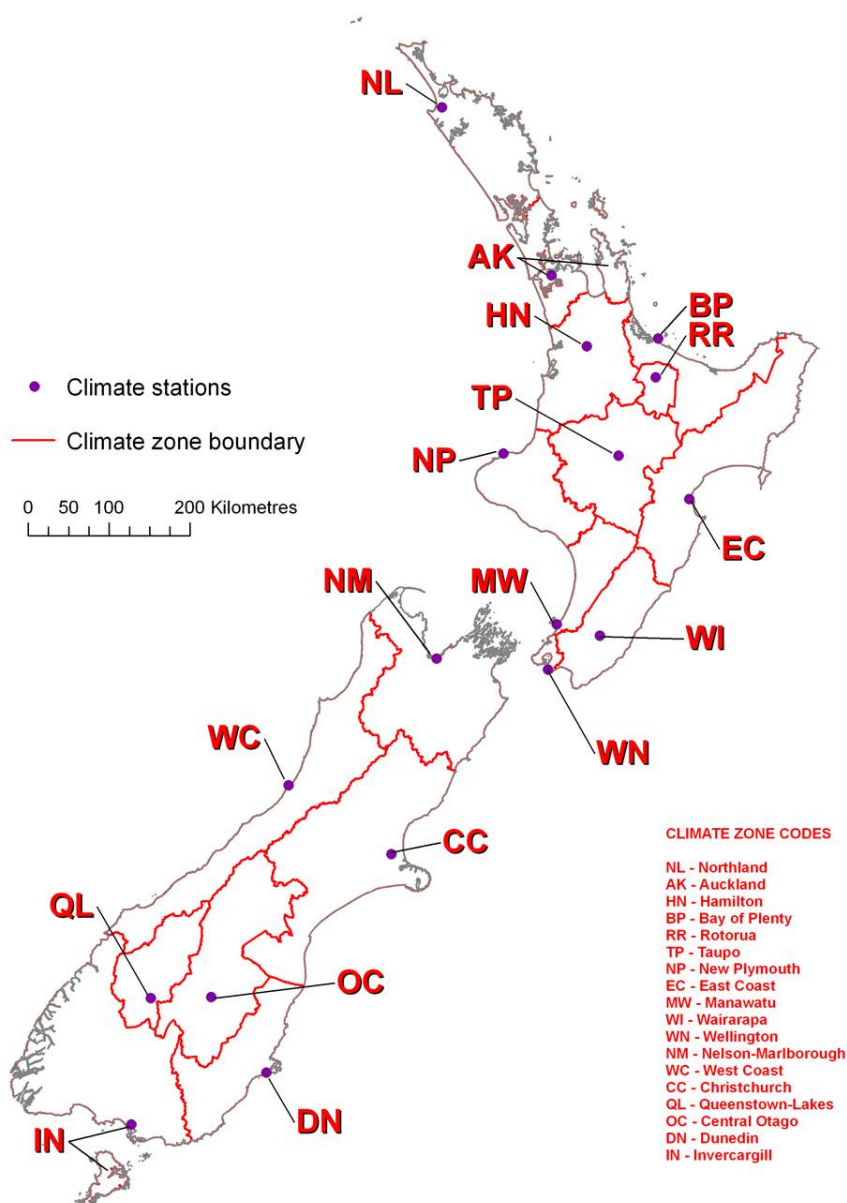 NL
AK
BP
HN
RR
TP
Climate stations
Climate zone boundary
NP
0 50 100 200 Kilometres
EC
NM
MW
WI
WC
WN
CC
QL
OC
DN
IN
CLIMATE ZONE CODES
NL - Northland
AK - Auckland
HN - Hamilton
BP - Bay of Plenty
RR - Rotorua
TP - Taupo
NP - New Plymouth
EC - East Coast
MW - Manawatu
WI - Wairarapa
WN - Wellington
NM - Nelson-Marlborough
WC - West Coast
CC - Christchurch
QL - Queenstown-Lakes
OC - Central Otago
DN - Dunedin
IN - Invercargill